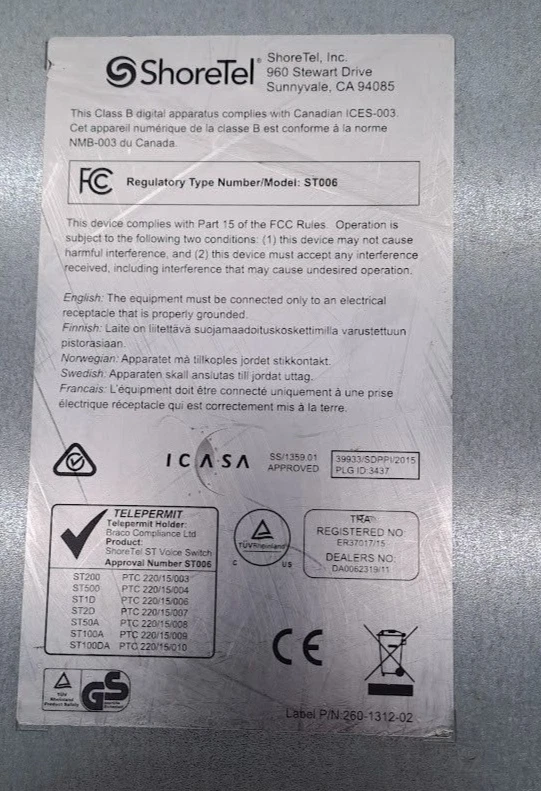 ShoreTel®
ShoreTel, Inc.
960 Stewart Drive
Sunnyvale, CA 94085
This Class B digital apparatus complies with Canadian ICES-003.
Cet appareil numérique de la classe B est conforme à la norme
NMB-003 du Canada.
FC Regulatory Type Number/Model: ST006
This device complies with Part 15 of the FCC Rules. Operation is
subject to the following two conditions: (1) this device may not cause
harmful interference, and (2) this device must accept any interference
received, including interference that may cause undesired operation.
English: The equipment must be connected only to an electrical
receptacle that is properly grounded.
Finnish: Laite on liitettävä suojamaadoituskoskettimilla varustettuun
pistorasiaan.
Norwegian: Apparatet må tilkoples jordet stikkontakt.
Swedish: Apparaten skall anslutas till jordat uttag.
Francais: L'équipment doit être connecté uniquement à une prise
électrique réceptacle qui est correctement mis à la terre.
ICASA
SS/1359.01
APPROVED
39933/SDPPI/2015
PLG ID:3437
TELEPERMIT
Telepermit Holder:
Braco Compliance Ltd
Product:
ShoreTel ST Voice Switch
Approval Number ST006
ST200 PTC 220/15/003
ST500 PTC 220/15/004
ST1D PTC 220/15/006
ST2D PTC 220/15/007
ST50A PTC 220/15/008
ST100A PTC 220/15/009
ST100DA PTC 220/15/010
TÜVRheinland
C US
TRA
REGISTERED NO:
ER37017/15
DEALERS NO:
DA0062319/11
CE
TÜV
Rheinland
Product Safety
GS
Label P/N:260-1312-02